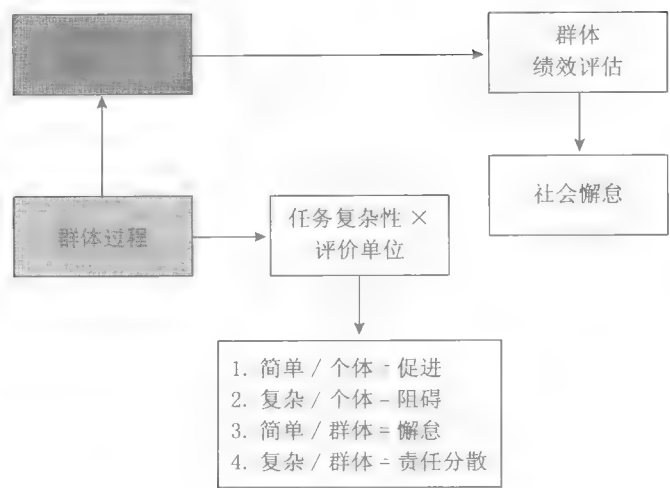 群体
绩效评估
社会懈怠
群体过程
任务复杂性 ×
评价单位
1. 简单 / 个体 - 促进
2. 复杂 / 个体 – 阻碍
3. 简单 / 群体 = 懈怠
4. 复杂 / 群体 = 责任分散